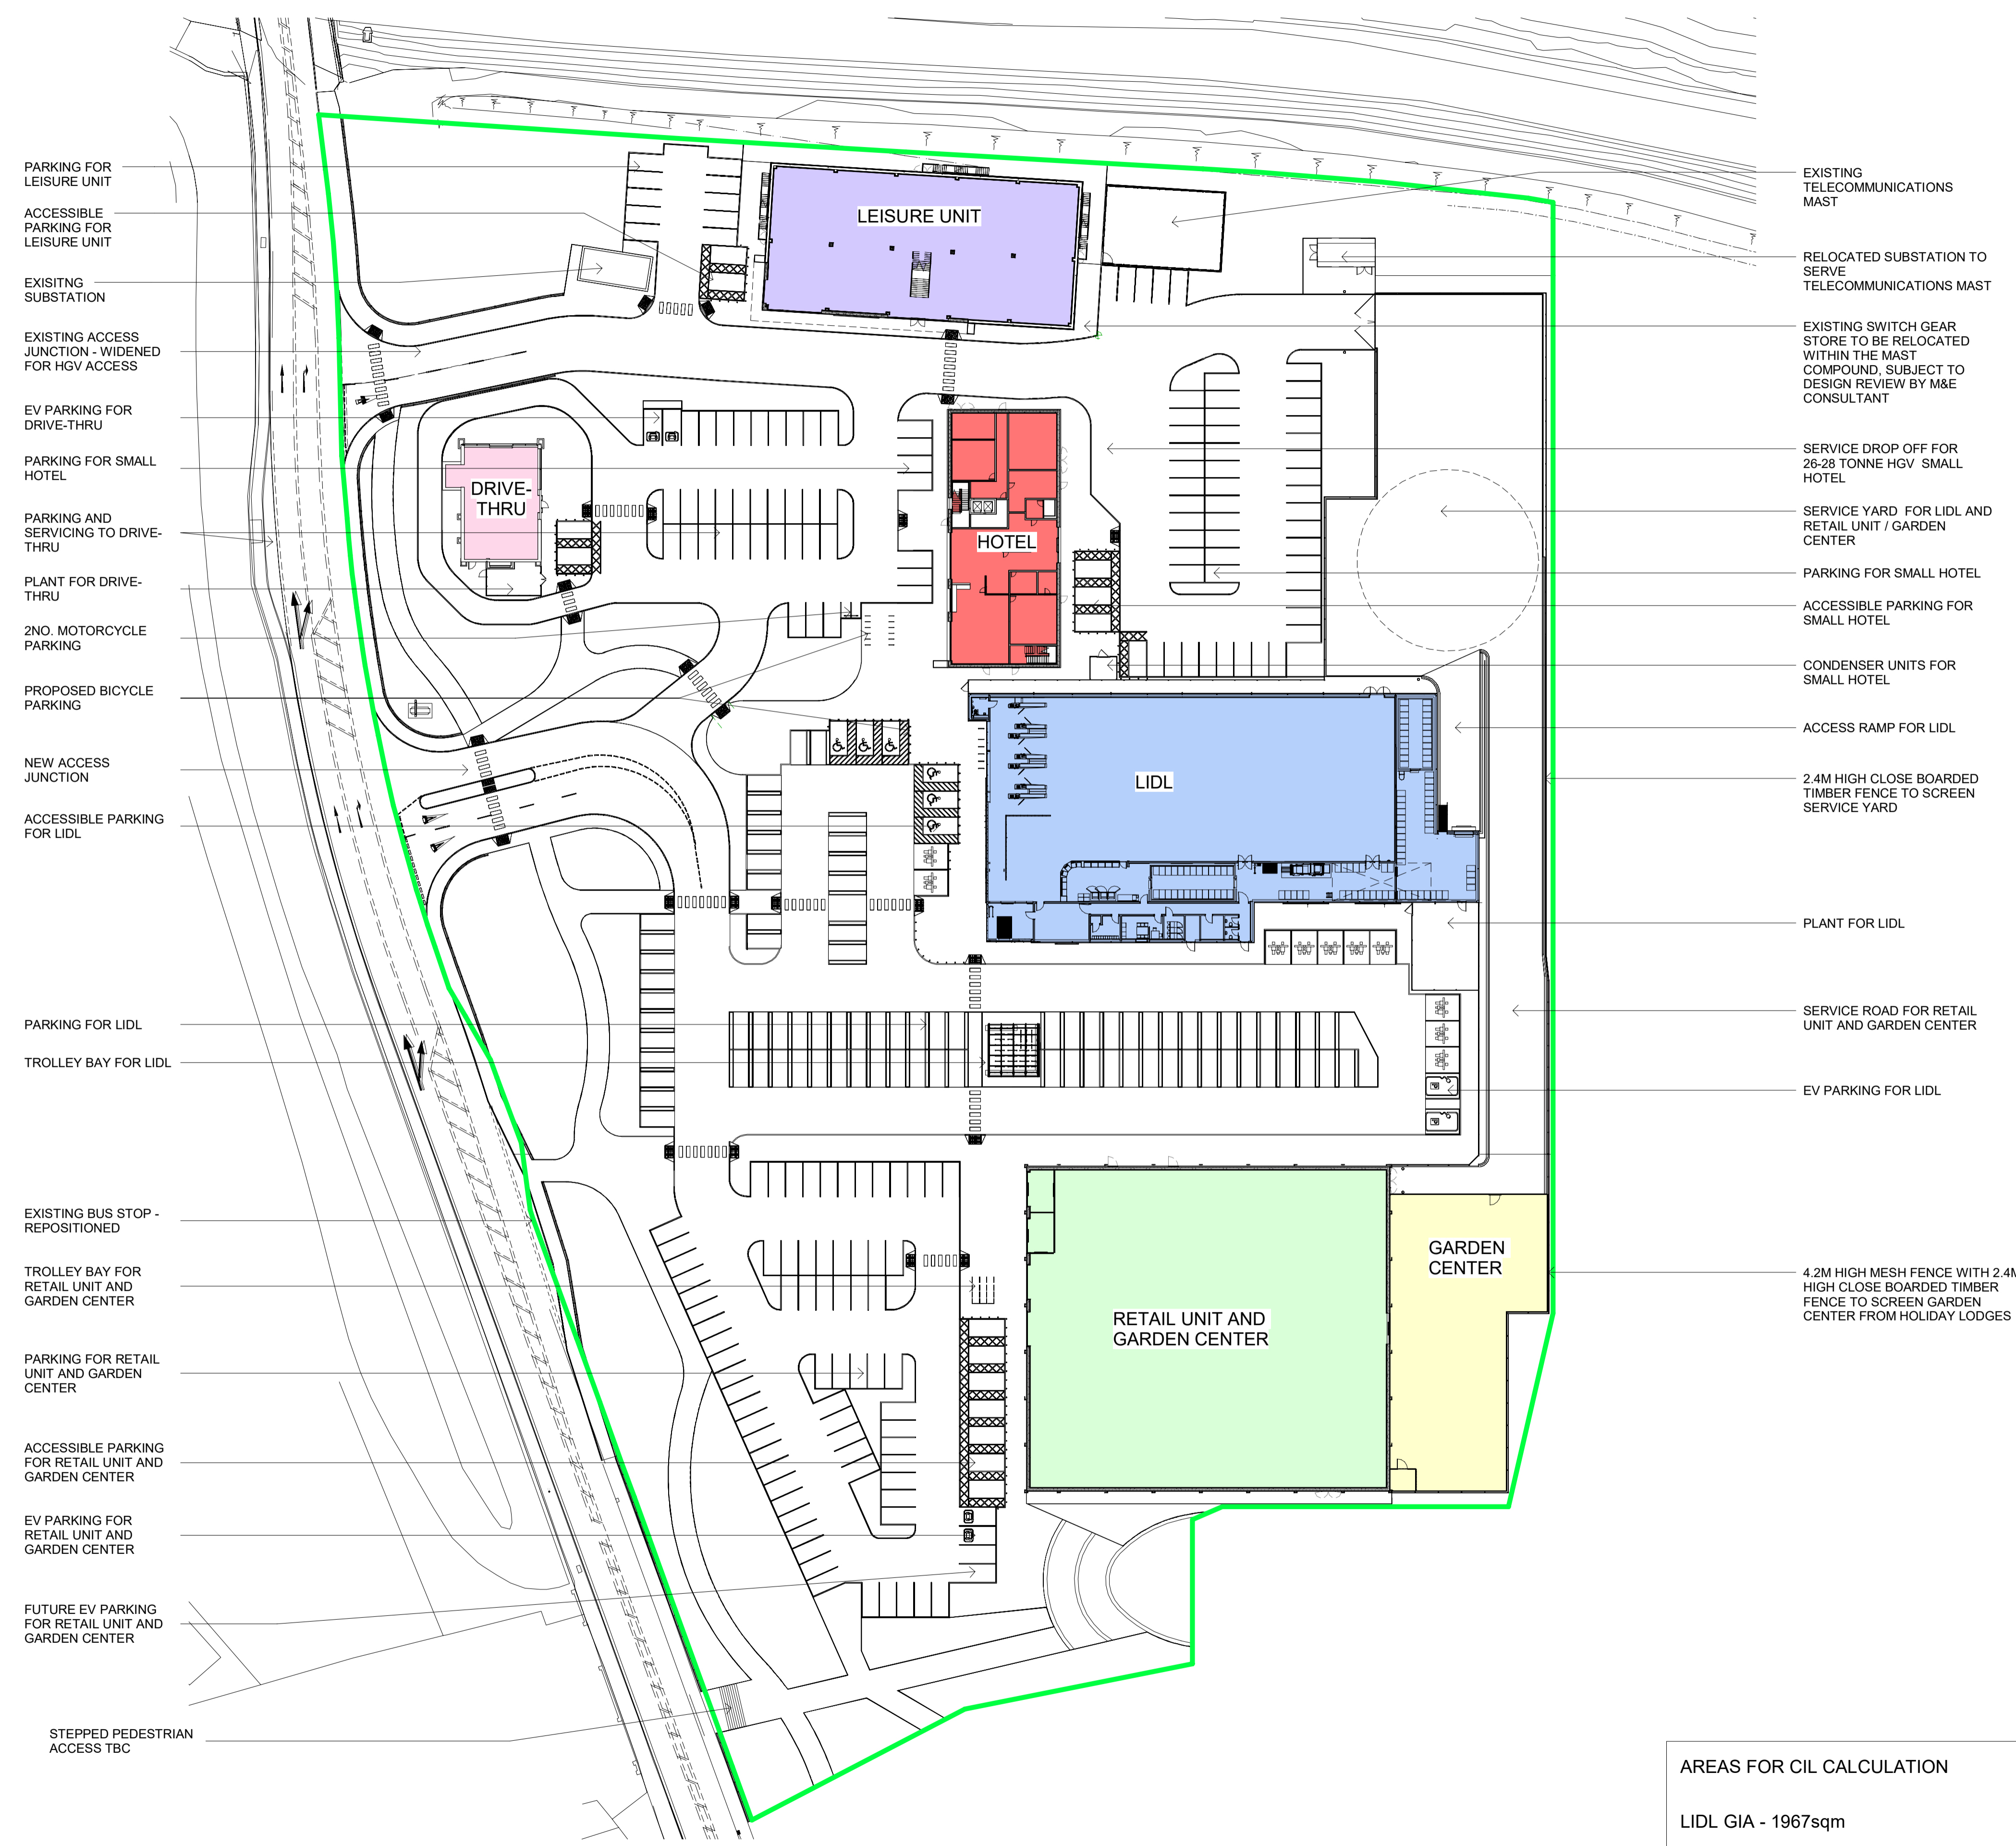 PARKING FOR
LEISURE UNIT
ACCESSIBLE
PARKING FOR
LEISURE UNIT
EXISITNG
SUBSTATION
EXISTING ACCESS
JUNCTION - WIDENED
FOR HGV ACCESS
EV PARKING FOR
DRIVE-THRU
PARKING FOR SMALL
HOTEL
PARKING AND
SERVICING TO DRIVE-
THRU
PLANT FOR DRIVE-
THRU
2NO. MOTORCYCLE
PARKING
PROPOSED BICYCLE
PARKING
NEW ACCESS
JUNCTION
ACCESSIBLE PARKING
FOR LIDL
PARKING FOR LIDL
TROLLEY BAY FOR LIDL
EXISTING BUS STOP -
REPOSITIONED
TROLLEY BAY FOR
RETAIL UNIT AND
GARDEN CENTER
PARKING FOR RETAIL
UNIT AND GARDEN
CENTER
ACCESSIBLE PARKING
FOR RETAIL UNIT AND
GARDEN CENTER
EV PARKING FOR
RETAIL UNIT AND
GARDEN CENTER
FUTURE EV PARKING
FOR RETAIL UNIT AND
GARDEN CENTER
STEPPED PEDESTRIAN
ACCESS TBC
LEISURE UNIT
DRIVE-
THRU
HOTEL
LIDL
RETAIL UNIT AND
GARDEN CENTER
GARDEN
CENTER
EXISTING
TELECOMMUNICATIONS
MAST
RELOCATED SUBSTATION TO
SERVE
TELECOMMUNICATIONS MAST
EXISTING SWITCH GEAR
STORE TO BE RELOCATED
WITHIN THE MAST
COMPOUND, SUBJECT TO
DESIGN REVIEW BY M&E
CONSULTANT
SERVICE DROP OFF FOR
26-28 TONNE HGV SMALL
HOTEL
SERVICE YARD FOR LIDL AND
RETAIL UNIT / GARDEN
CENTER
PARKING FOR SMALL HOTEL
ACCESSIBLE PARKING FOR
SMALL HOTEL
CONDENSER UNITS FOR
SMALL HOTEL
ACCESS RAMP FOR LIDL
2.4M HIGH CLOSE BOARDED
TIMBER FENCE TO SCREEN
SERVICE YARD
PLANT FOR LIDL
SERVICE ROAD FOR RETAIL
UNIT AND GARDEN CENTER
EV PARKING FOR LIDL
4.2M HIGH MESH FENCE WITH 2.4M
HIGH CLOSE BOARDED TIMBER
FENCE TO SCREEN GARDEN
CENTER FROM HOLIDAY LODGES
AREAS FOR CIL CALCULATION
LIDL GIA - 1967sqm